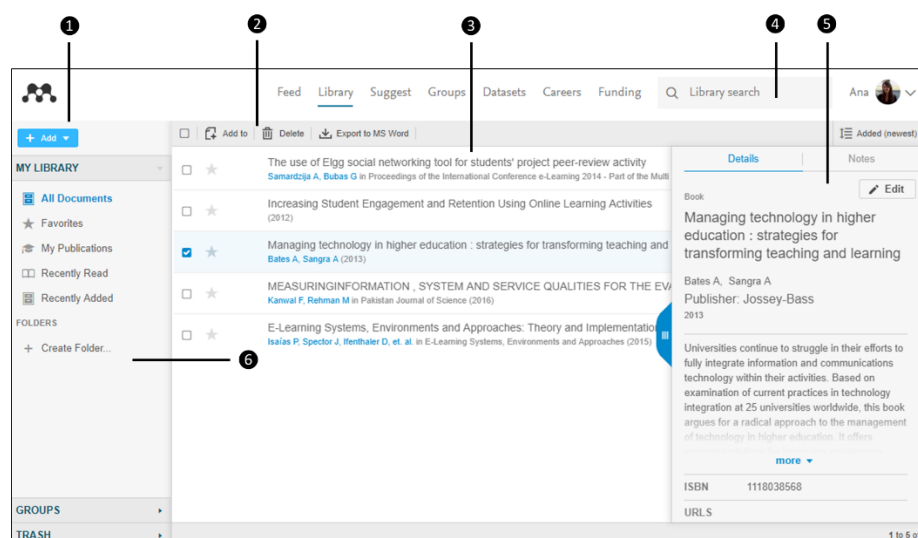 1
2
3
4
5
Feed Library Suggest Groups Datasets Careers Funding Library search Ana
+ Add
Add to Delete Export to MS Word Added (newest)
MY LIBRARY
All Documents
Favorites
My Publications
Recently Read
Recently Added
FOLDERS
+ Create Folder...
6
GROUPS
TRASH
The use of Elgg social networking tool for students' project peer-review activity
Samardzija A, Bubas G in Proceedings of the International Conference e-Learning 2014 - Part of the Multi
Increasing Student Engagement and Retention Using Online Learning Activities
(2012)
Managing technology in higher education : strategies for transforming teaching and
Bates A, Sangra A (2013)
MEASURINGINFORMATION , SYSTEM AND SERVICE QUALITIES FOR THE EVA
Kanwal F, Rehman M in Pakistan Journal of Science (2016)
E-Learning Systems, Environments and Approaches: Theory and Implementation
Isaías P, Spector J, Ifenthaler D, et. al. in E-Learning Systems, Environments and Approaches (2015)
Details Notes
Book
Edit
Managing technology in higher
education : strategies for
transforming teaching and learning
Bates A, Sangra A
Publisher: Jossey-Bass
2013
Universities continue to struggle in their efforts to
fully integrate information and communications
technology within their activities. Based on
examination of current practices in technology
integration at 25 universities worldwide, this book
argues for a radical approach to the management
of technology in higher education. It offers
more
ISBN 1118038568
URLS
1 to 5 o